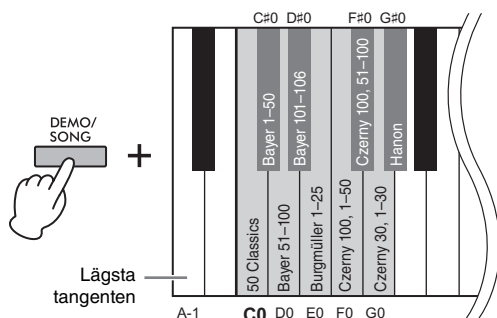 C#0 D#0 F#0 G#0
DEMO/
SONG
+
Bayer 1–50
Bayer 101–106
Czerny 100, 51–100
Hanon
50 Classics
Bayer 51–100
Burgmüller 1–25
Czerny 100, 1–50
Czerny 30, 1–30
Lägsta
tangenten
A-1 C0 D0 E0 F0 G0